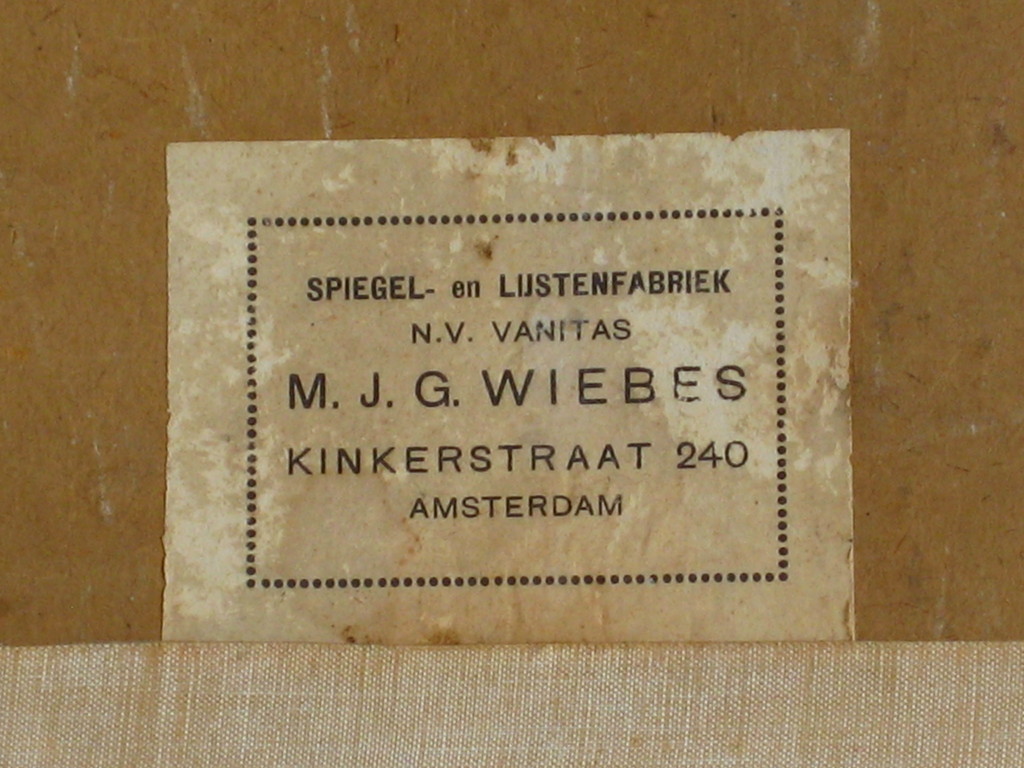 SPIEGEL- en LIJSTENFABRIEK
N.V. VANITAS
M. J. G. WIEBES
KINKERSTRAAT 240
AMSTERDAM